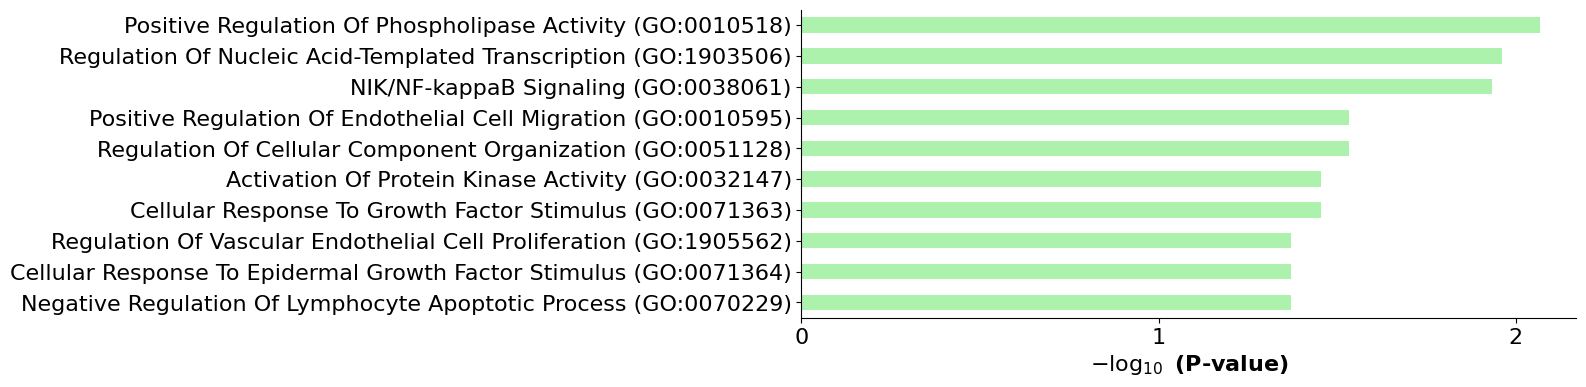 Positive Regulation Of Phospholipase Activity (GO:0010518)
Regulation Of Nucleic Acid-Templated Transcription (GO:1903506)
NIK/NF-kappaB Signaling (GO:0038061)
Positive Regulation Of Endothelial Cell Migration (GO:0010595)
Regulation Of Cellular Component Organization (GO:0051128)
Activation Of Protein Kinase Activity (GO:0032147)
Cellular Response To Growth Factor Stimulus (GO:0071363)
Regulation Of Vascular Endothelial Cell Proliferation (GO:1905562)
Cellular Response To Epidermal Growth Factor Stimulus (GO:0071364)
Negative Regulation Of Lymphocyte Apoptotic Process (GO:0070229)
0 1 2
−log₁₀ (P-value)